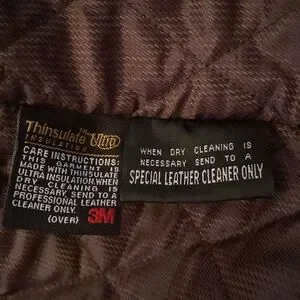 Thinsulate™ Ultra
INSULATION
CARE INSTRUCTIONS:
THIS GARMENT IS
MADE WITH THINSULATE
ULTRA INSULATION. WHEN
DRY CLEANING IS
NECESSARY SEND TO A
PROFESSIONAL LEATHER
CLEANER ONLY.
(OVER) 3M
WHEN DRY CLEANING IS
NECESSARY SEND TO A
SPECIAL LEATHER CLEANER ONLY